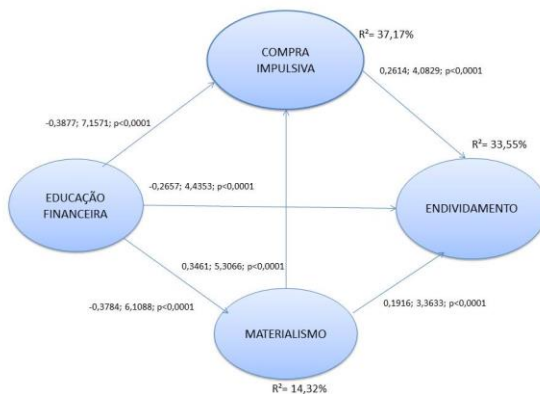 R²= 37,17%
COMPRA
IMPULSIVA
0,2614; 4,0829; p<0,0001
-0,3877; 7,1571; p<0,0001
R²= 33,55%
-0,2657; 4,4353; p<0,0001
EDUCAÇÃO
FINANCEIRA
ENDIVIDAMENTO
0,3461; 5,3066; p<0,0001
-0,3784; 6,1088; p<0,0001
0,1916; 3,3633; p<0,0001
MATERIALISMO
R²= 14,32%